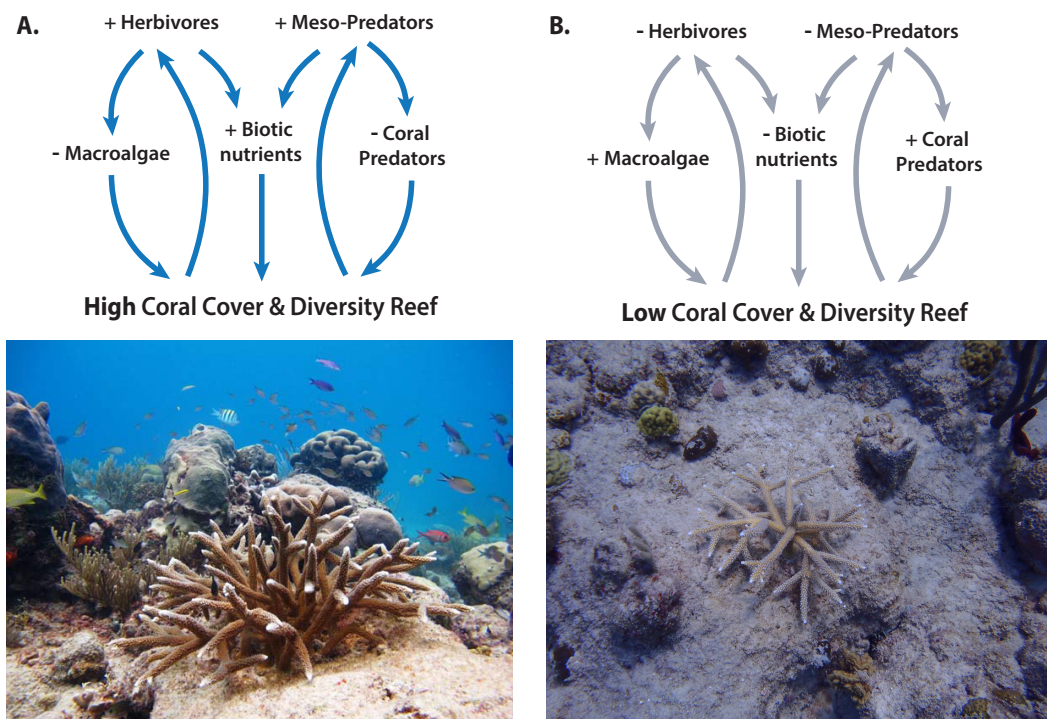 A.
+ Herbivores
+ Meso-Predators
- Macroalgae
+ Biotic
nutrients
- Coral
Predators
High Coral Cover & Diversity Reef
B.
- Herbivores
- Meso-Predators
+ Macroalgae
- Biotic
nutrients
+ Coral
Predators
Low Coral Cover & Diversity Reef